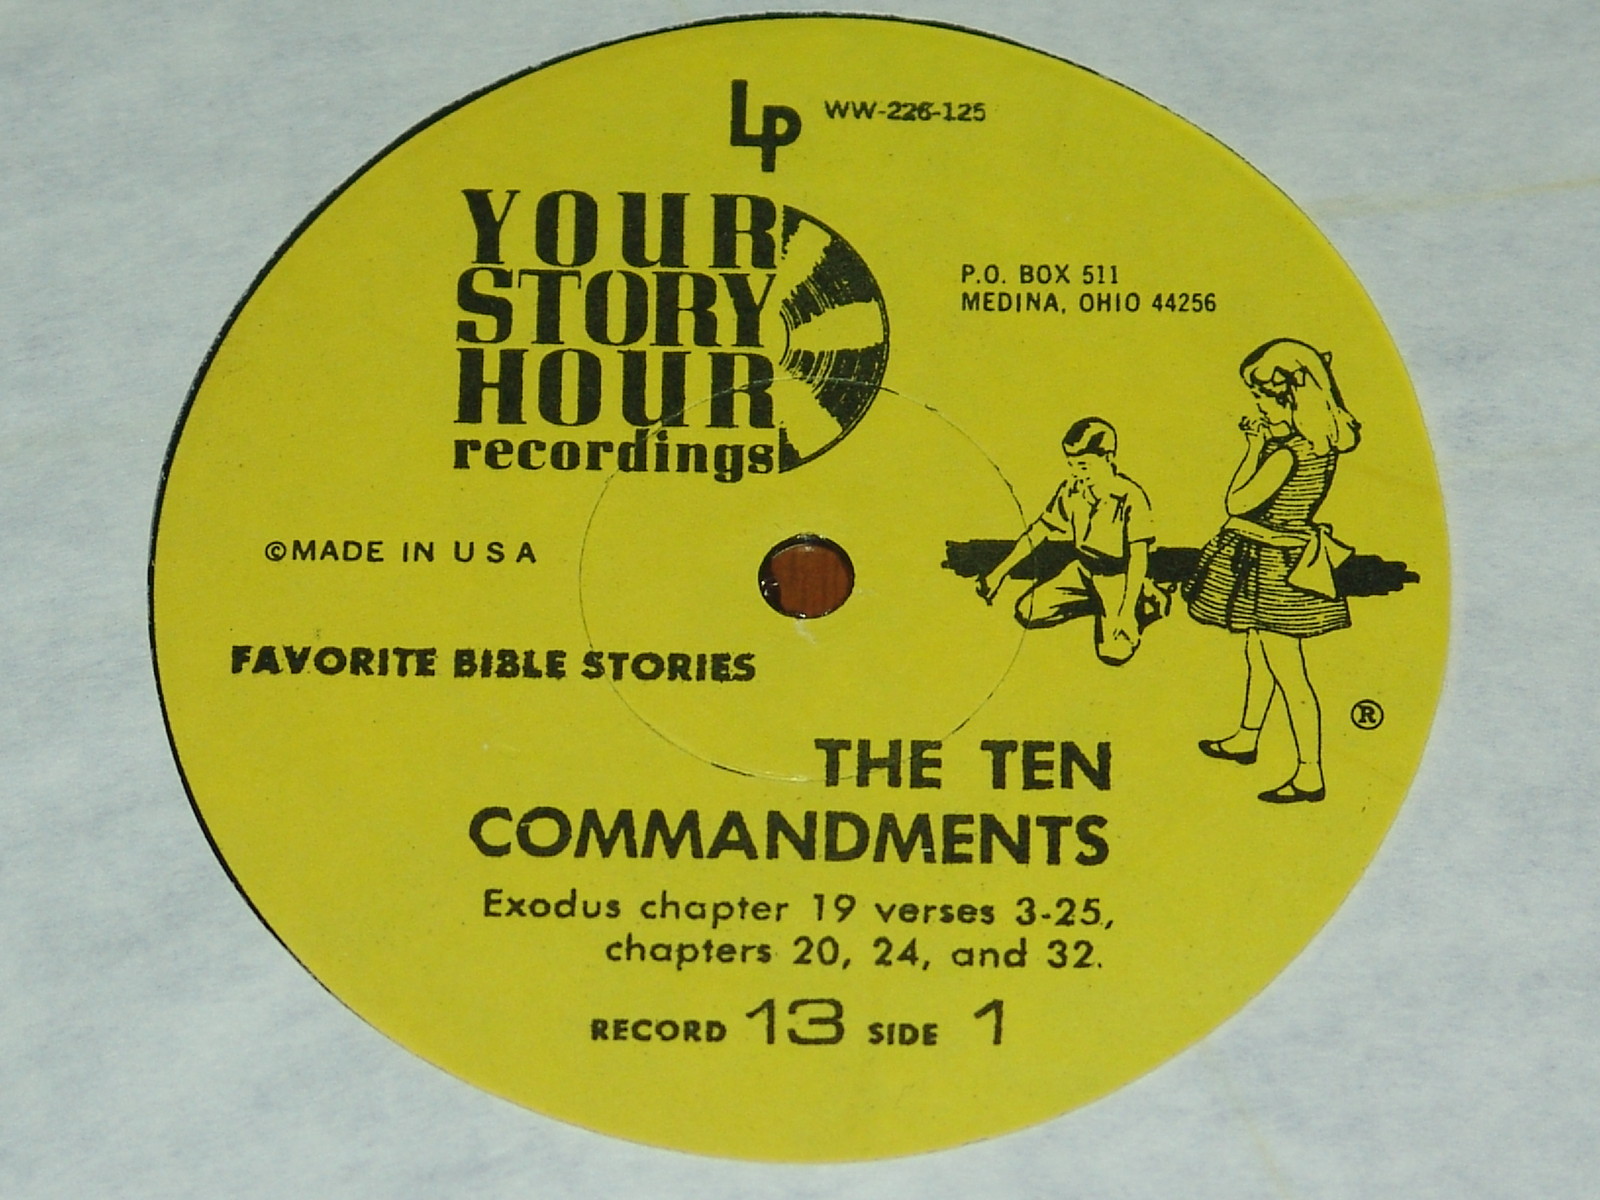 LP WW-226-125
YOUR
STORY
HOUR
recordings
P.O. BOX 511
MEDINA, OHIO 44256
©MADE IN USA
FAVORITE BIBLE STORIES
®
THE TEN
COMMANDMENTS
Exodus chapter 19 verses 3-25,
chapters 20, 24, and 32.
RECORD 13 SIDE 1